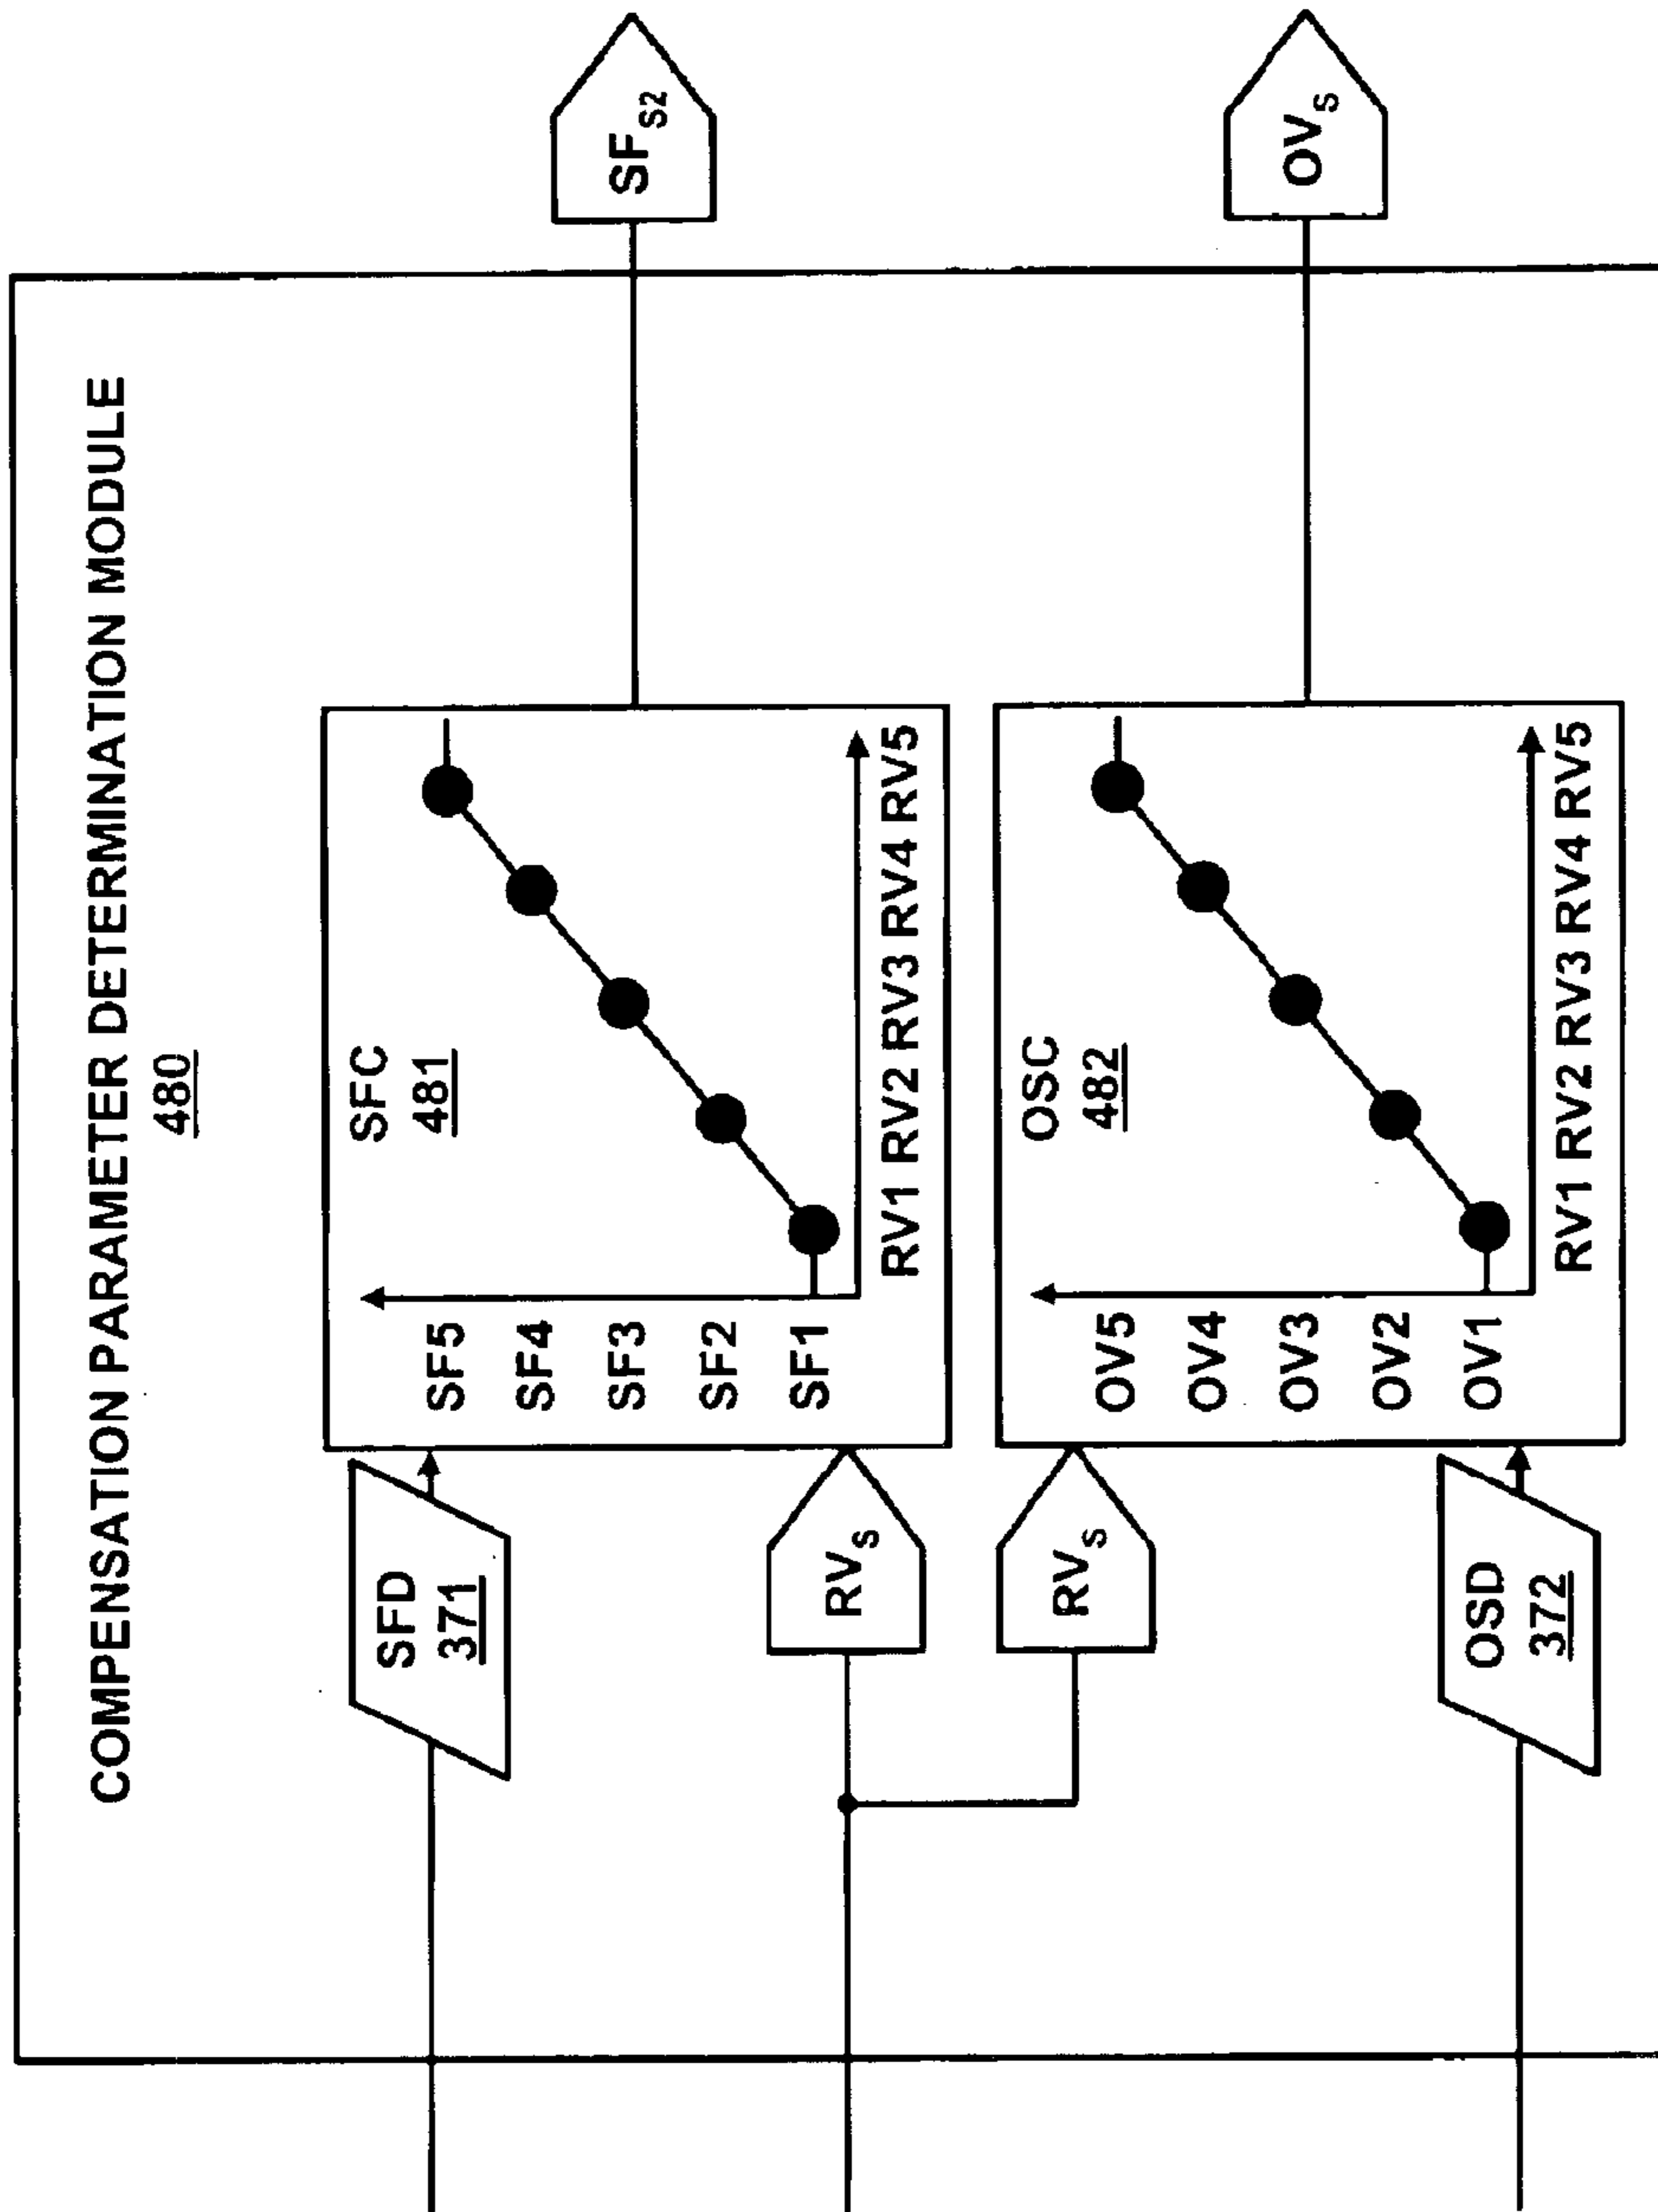 COMPENSATION PARAMETER DETERMINATION MODULE
480
SFD
371
SFC
481
SF5
SF4
SF3
SF2
SF1
RV1 RV2 RV3 RV4 RV5
RVS
SFS2
RVS
OSC
482
OV5
OV4
OV3
OV2
OV1
RV1 RV2 RV3 RV4 RV5
OSD
372
OVS